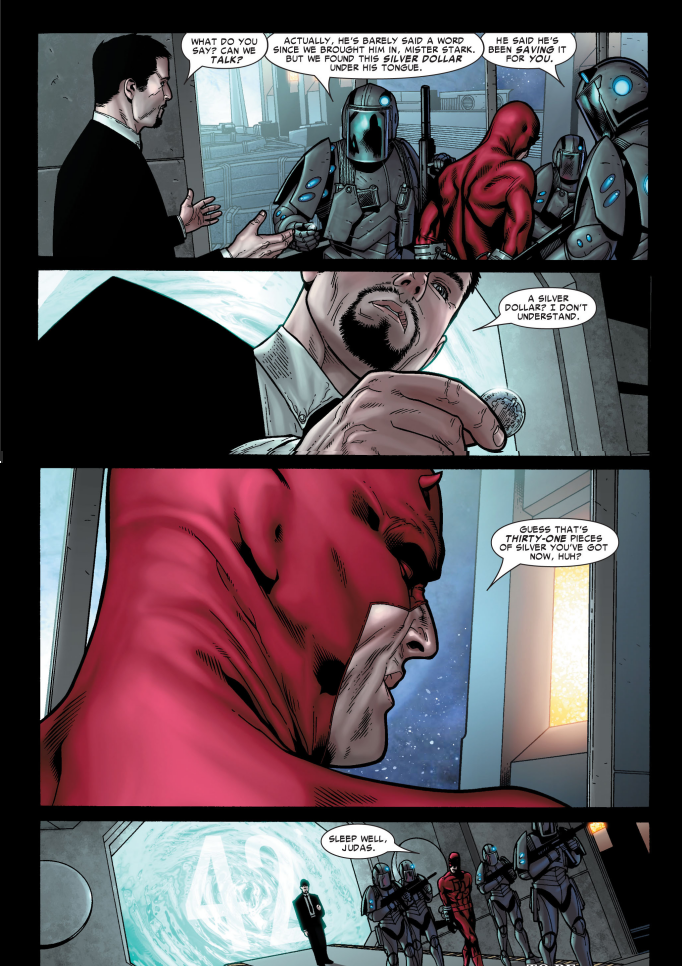 WHAT DO YOU
SAY? CAN WE
TALK?
ACTUALLY, HE'S BARELY SAID A WORD
SINCE WE BROUGHT HIM IN, MISTER STARK.
BUT WE FOUND THIS SILVER DOLLAR
UNDER HIS TONGUE.
HE SAID HE'S
BEEN SAVING IT
FOR YOU.
A SILVER
DOLLAR? I DON'T
UNDERSTAND.
GUESS THAT'S
THIRTY-ONE PIECES
OF SILVER YOU'VE GOT
NOW, HUH?
SLEEP WELL,
JUDAS.
42